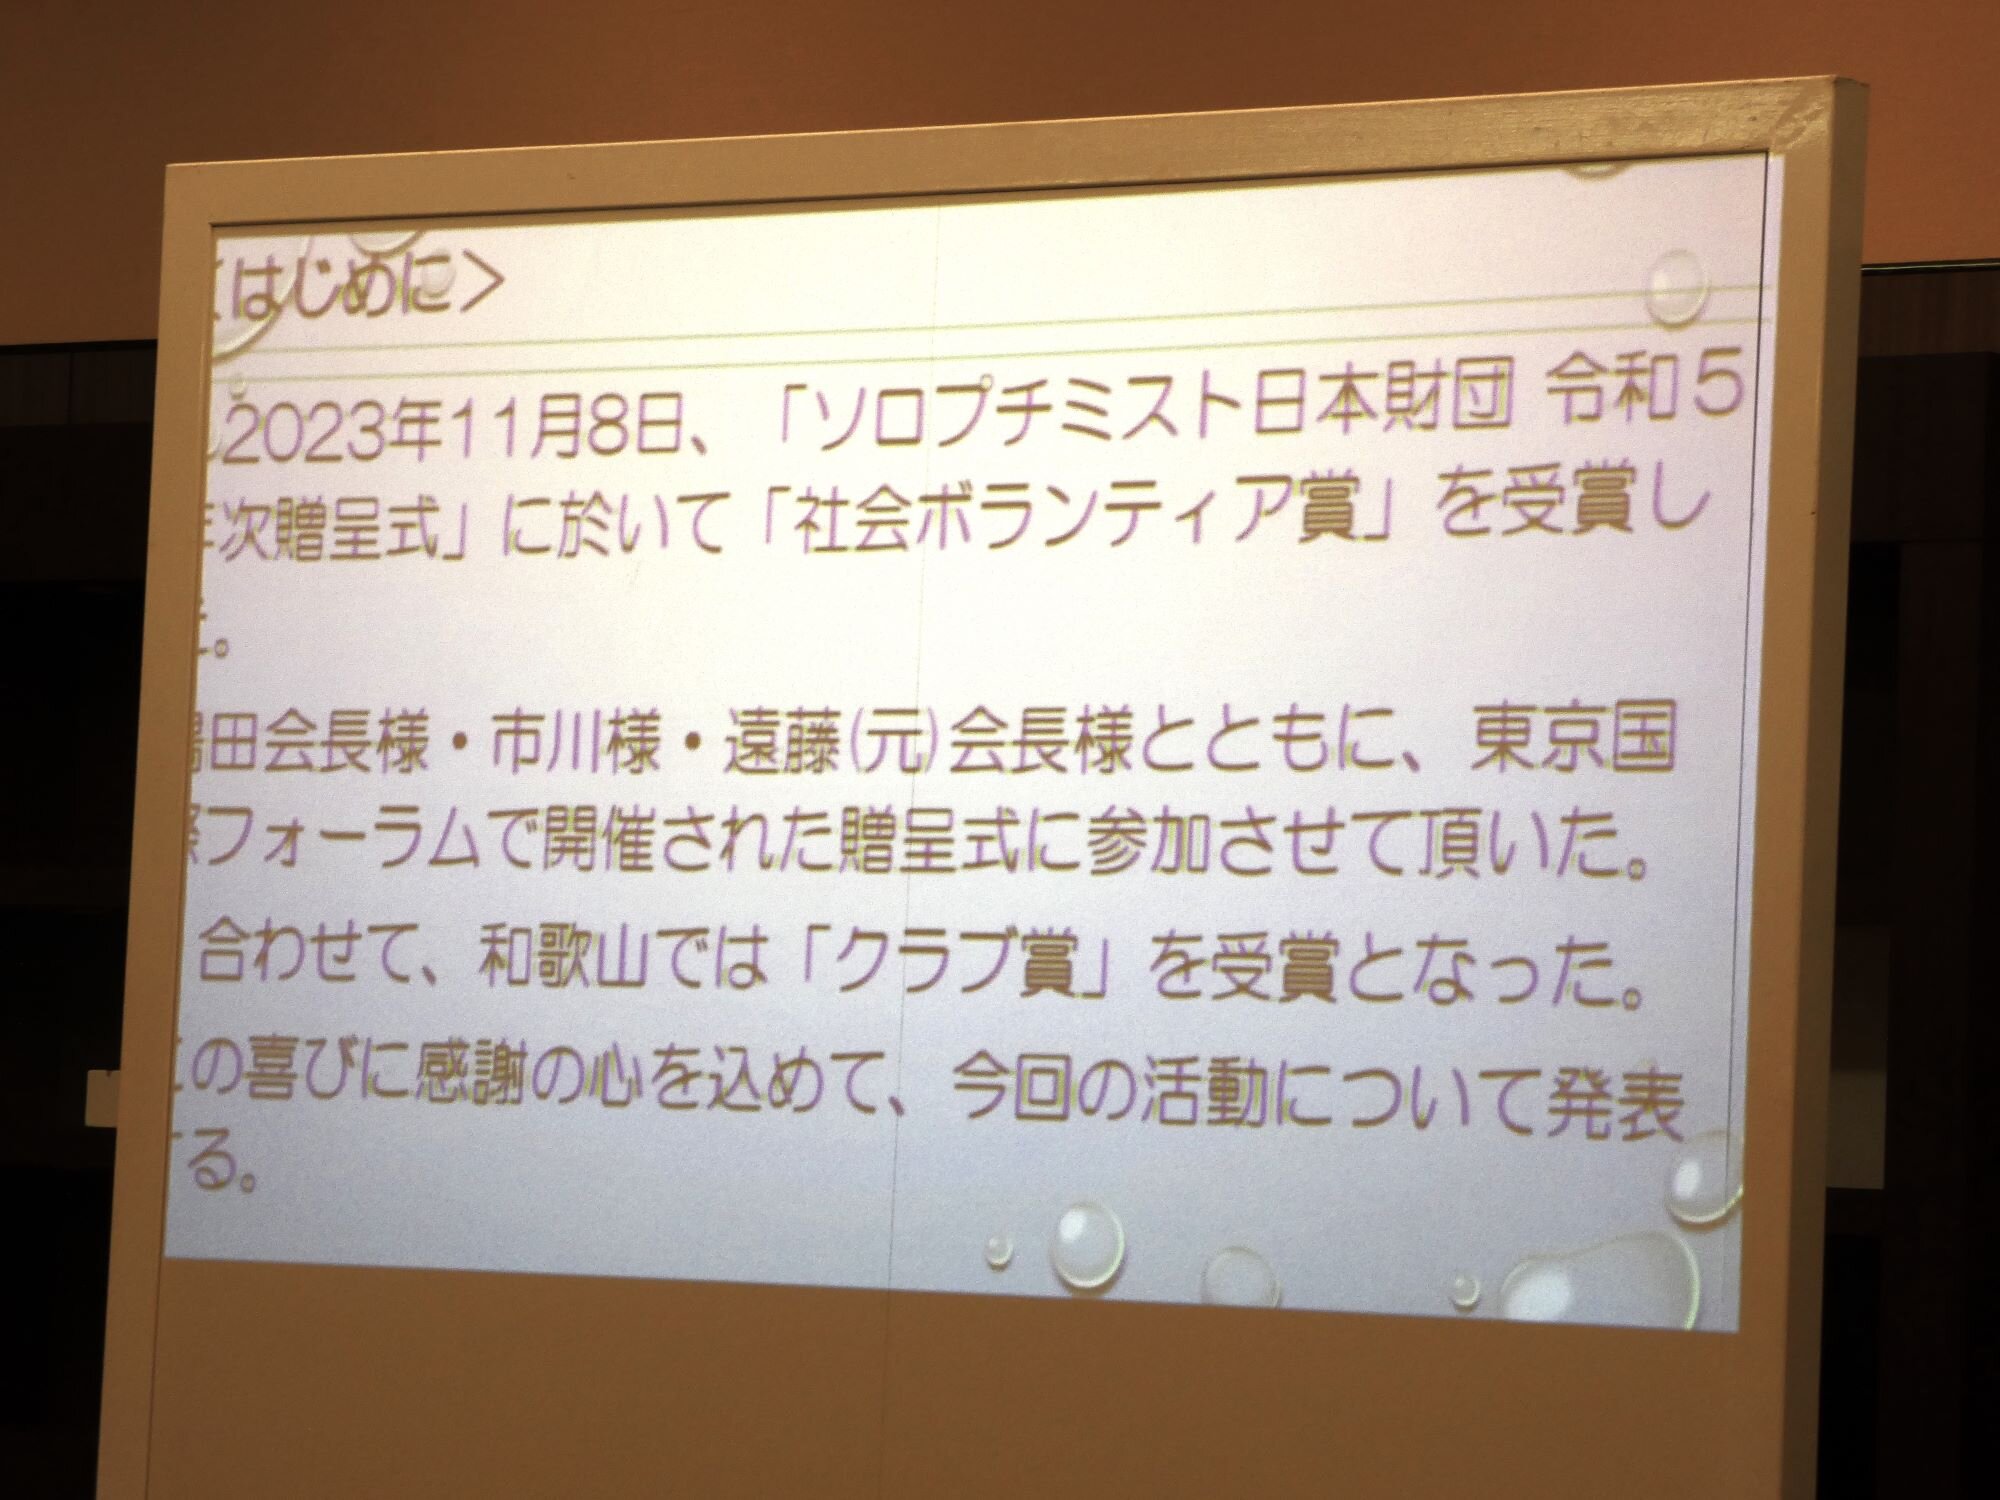 <はじめに>
2023年11月8日、「ソロプチミスト日本財団 令和5
年次贈呈式」に於いて「社会ボランティア賞」を受賞し
た。
田会長様・市川様・遠藤(元)会長様とともに、東京国
際フォーラムで開催された贈呈式に参加させて頂いた。
合わせて、和歌山では「クラブ賞」を受賞となった。
この喜びに感謝の心を込めて、今回の活動について発表
する。